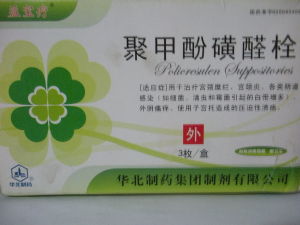 聚甲酚磺醛栓
Policresulen Suppositories
[适应症]用于治疗宫颈糜烂、宫颈炎、各类阴道
感染（如细菌、滴虫和霉菌引起的白带增多）、
外阴瘙痒、使用子宫托造成的压迫性溃疡。
外
3枚/盒
华北制药
华北制药集团制剂有限公司